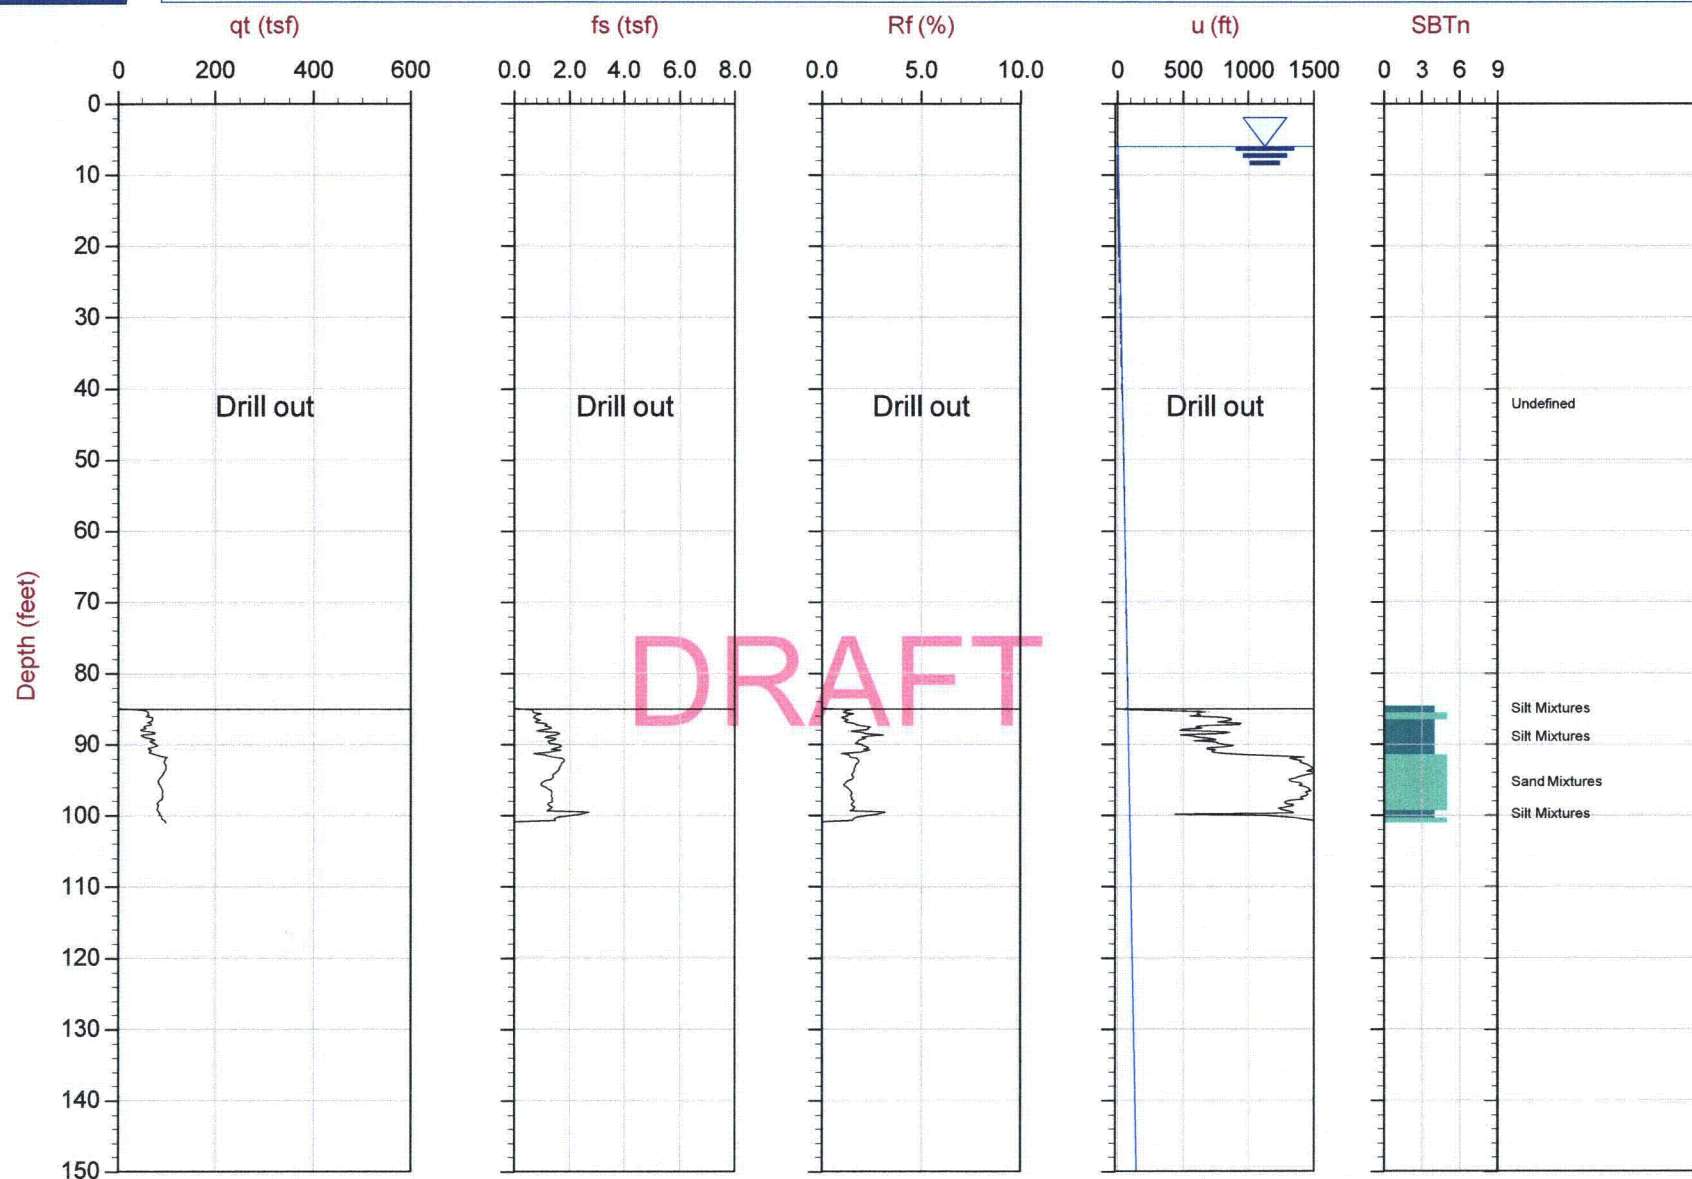 qt (tsf) fs (tsf) Rf (%) u (ft) SBTn
0 200 400 600 0.0 2.0 4.0 6.0 8.0 0.0 5.0 10.0 0 500 1000 1500 0 3 6 9
0
10
20
30
40
Drill out Drill out Drill out Drill out Undefined
50
60
70
Depth (feet)
DRAFT
80
Silt Mixtures
90 Silt Mixtures
Sand Mixtures
100 Silt Mixtures
110
120
130
140
150